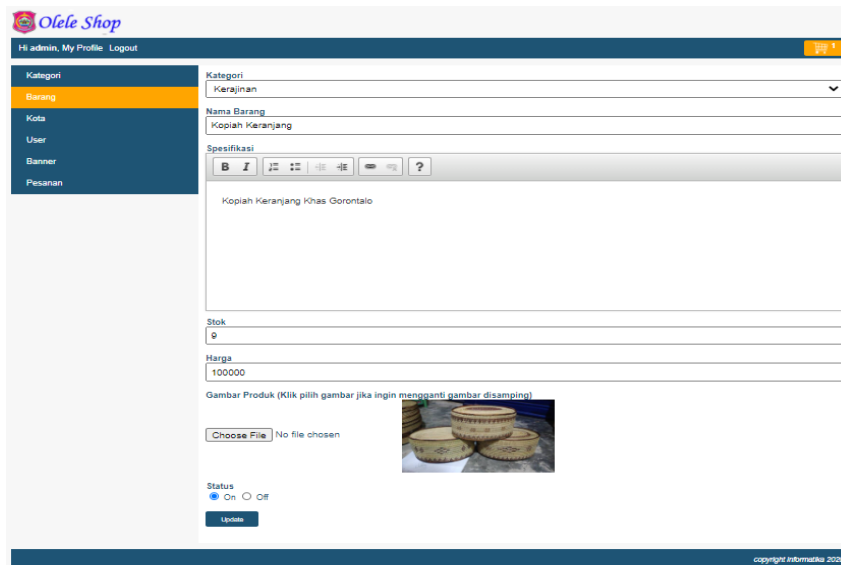 Olele Shop
Hi admin, My Profile Logout
1
Kategori
Barang
Kota
User
Banner
Pesanan
Kategori
Kerajinan
Nama Barang
Kopiah Keranjang
Spesifikasi
B I ?
Kopiah Keranjang Khas Gorontalo
Stok
9
Harga
100000
Gambar Produk (Klik pilih gambar jika ingin mengganti gambar disamping)
Choose File No file chosen
Status
On Off
Update
copyright informatika 2020